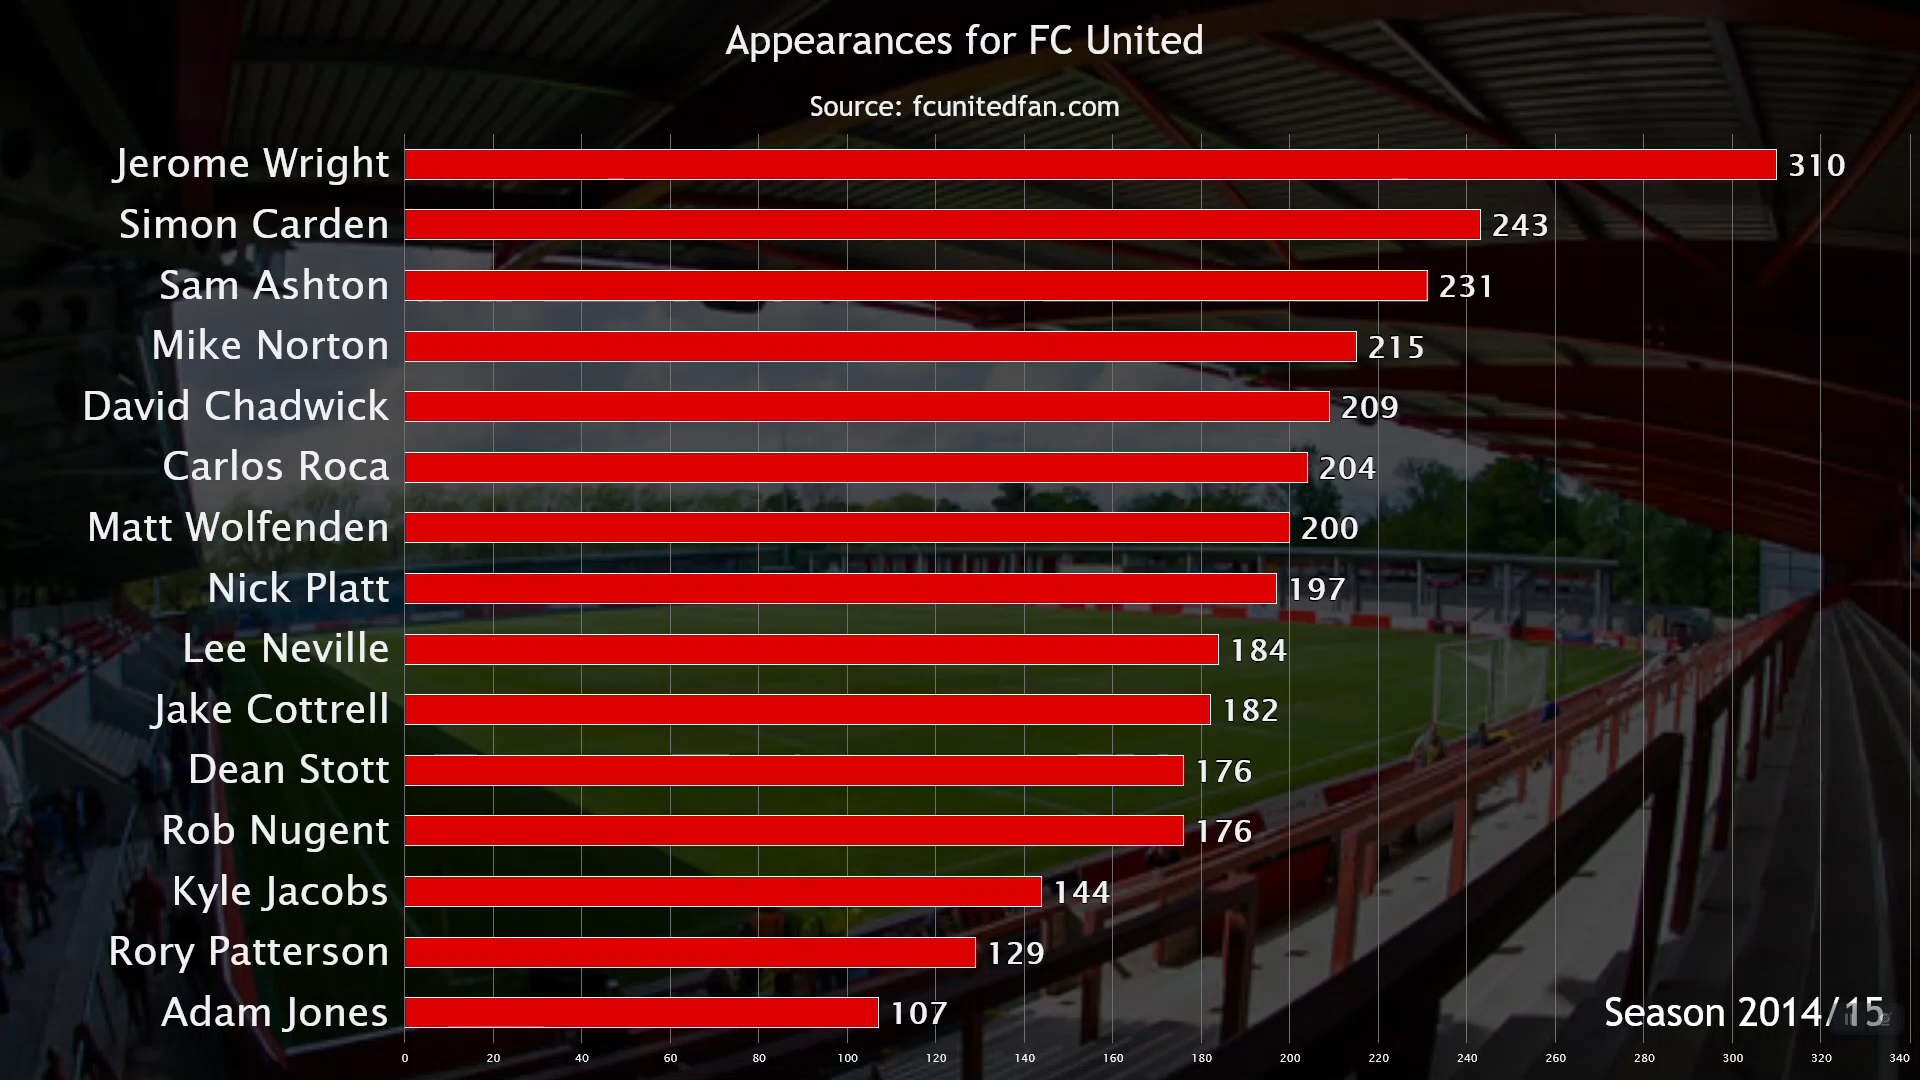 Appearances for FC United
Source: fcunitedfan.com
Jerome Wright 310
Simon Carden 243
Sam Ashton 231
Mike Norton 215
David Chadwick 209
Carlos Roca 204
Matt Wolfenden 200
Nick Platt 197
Lee Neville 184
Jake Cottrell 182
Dean Stott 176
Rob Nugent 176
Kyle Jacobs 144
Rory Patterson 129
Adam Jones 107
Season 2014/15
0 20 40 60 80 100 120 140 160 180 200 220 240 260 280 300 320 340